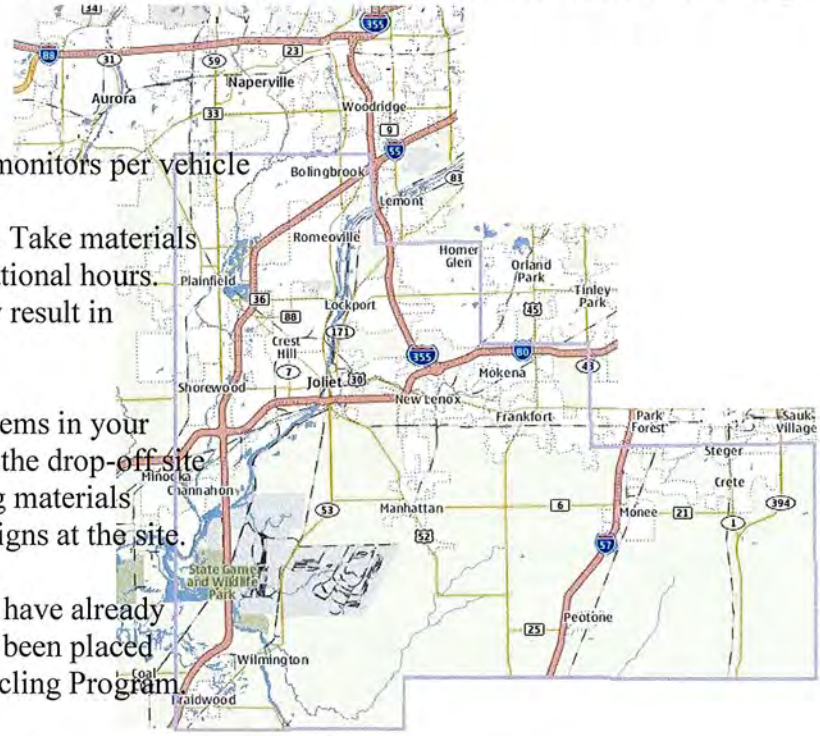 34
355
88
31
59
23
Aurora
Naperville
33
Woodridge
9
55
monitors per vehicle
Bolingbrook
83
Lemont
Take materials
Romeoville
Homer
Glen
Orland
Park
tional hours.
Plainfield
Tinley
Park
result in
36
Lockport
45
88
171
Crest
Hill
355
80
7
30
Mokena
43
Shorewood
Joliet
New Lenox
Frankfort
Park
Forest
Sauk
Village
ems in your
the drop-off site
Steger
Minooka
Crete
Channahon
g materials
53
Manhattan
6
Monee
21
394
igns at the site.
52
1
57
State Game
and Wildlife
Park
have already
25
Peotone
been placed
Wilmington
Coal
cling Program.
Braidwood